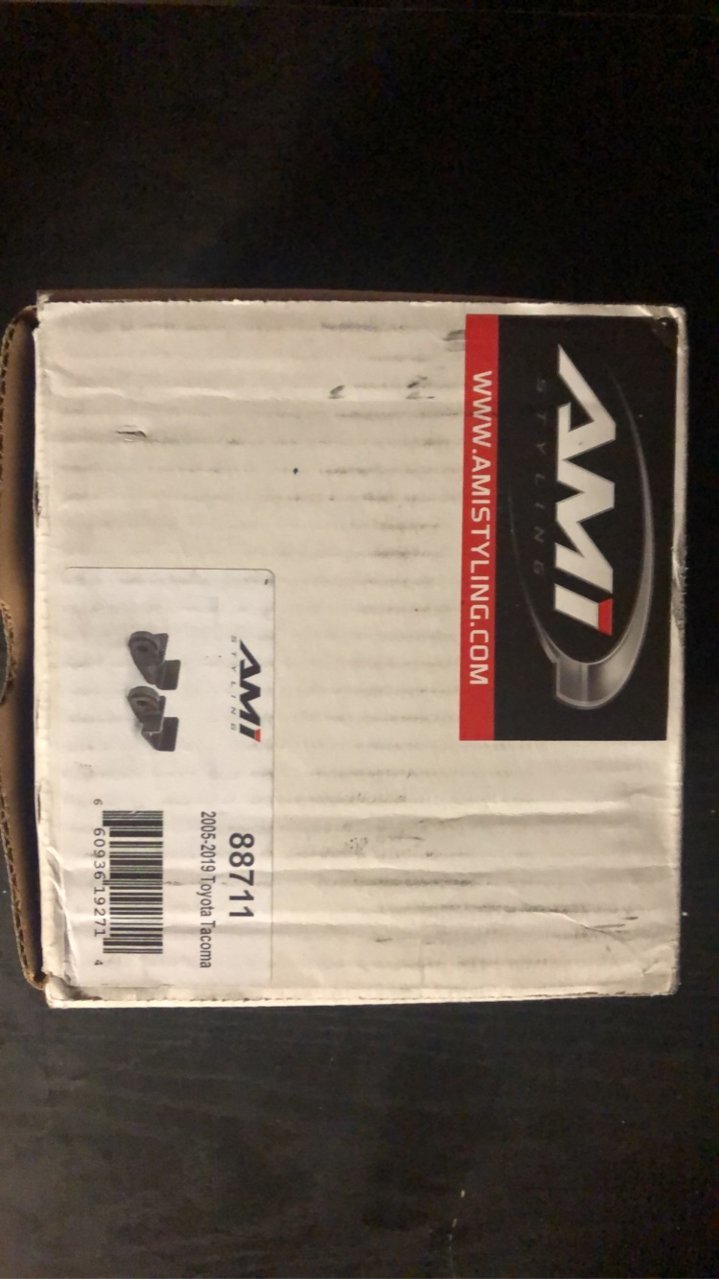 AMI
STYLING
WWW.AMISTYLING.COM
AMI
STYLING
88711
2005-2019 Toyota Tacoma
6 60936 19271 4